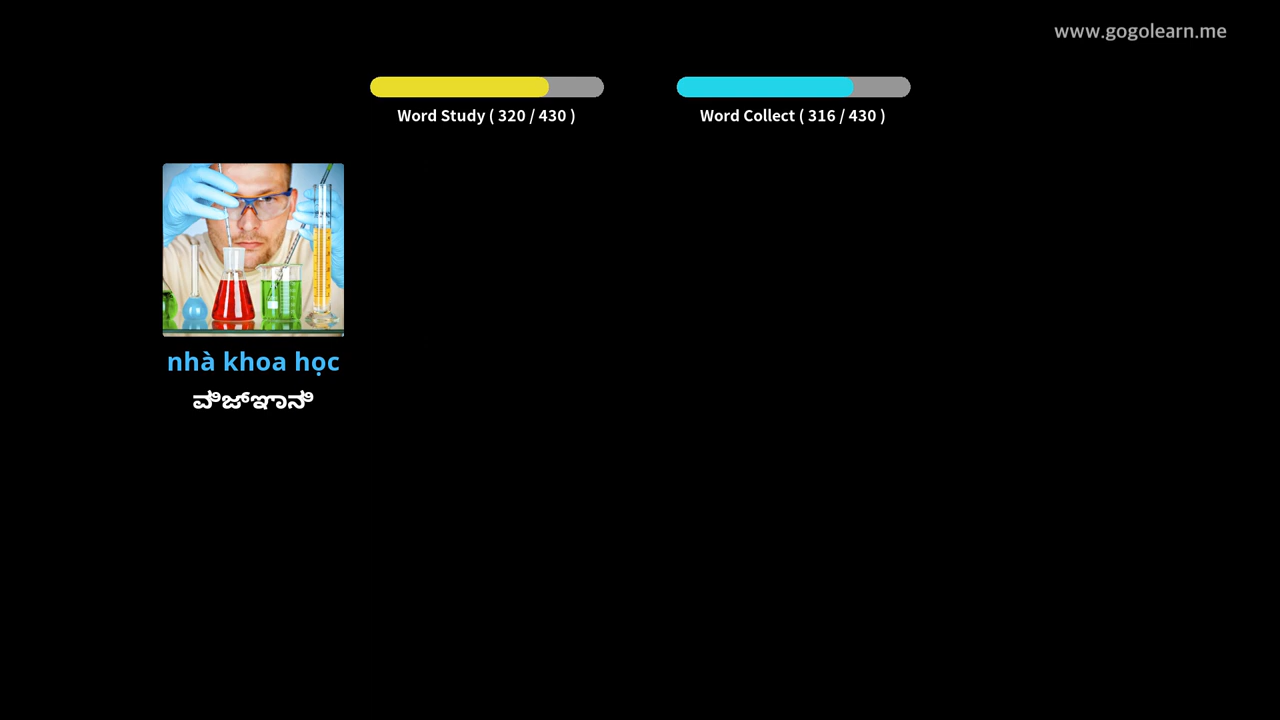 www.gogolearn.me
Word Study ( 320 / 430 )
Word Collect ( 316 / 430 )
nhà khoa học
ವಿಜ್ಞಾನಿ